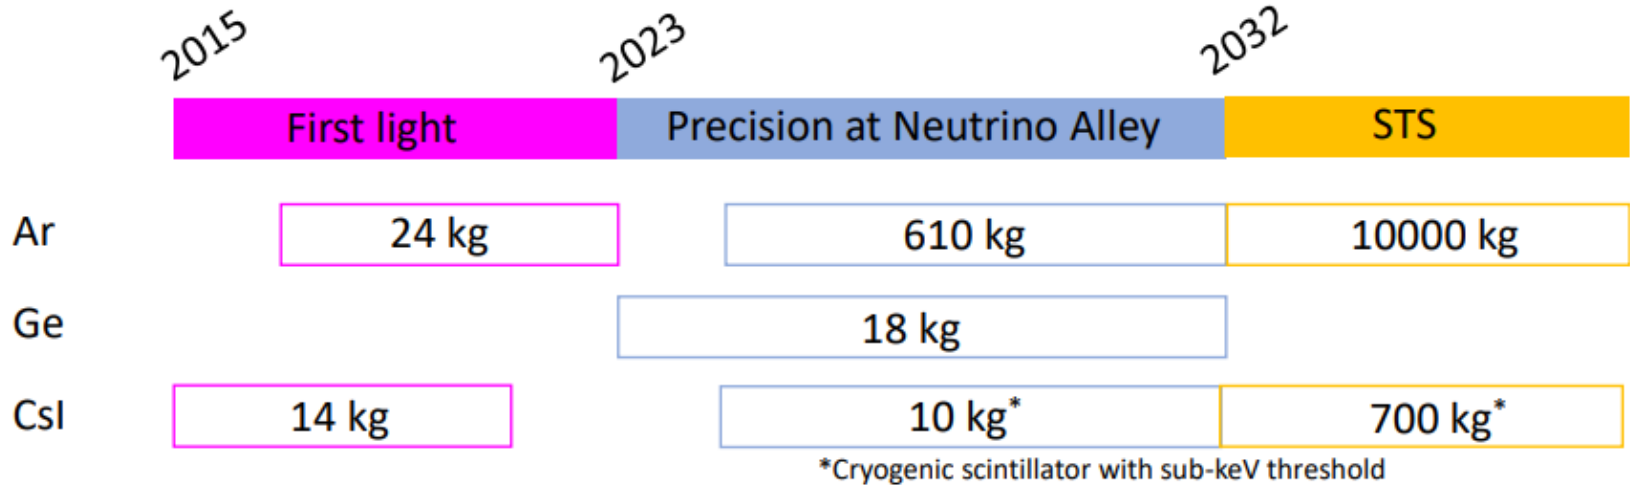 2015 2023 2032
First light Precision at Neutrino Alley STS
Ar 24 kg 610 kg 10000 kg
Ge 18 kg
CsI 14 kg 10 kg* 700 kg*
*Cryogenic scintillator with sub-keV threshold